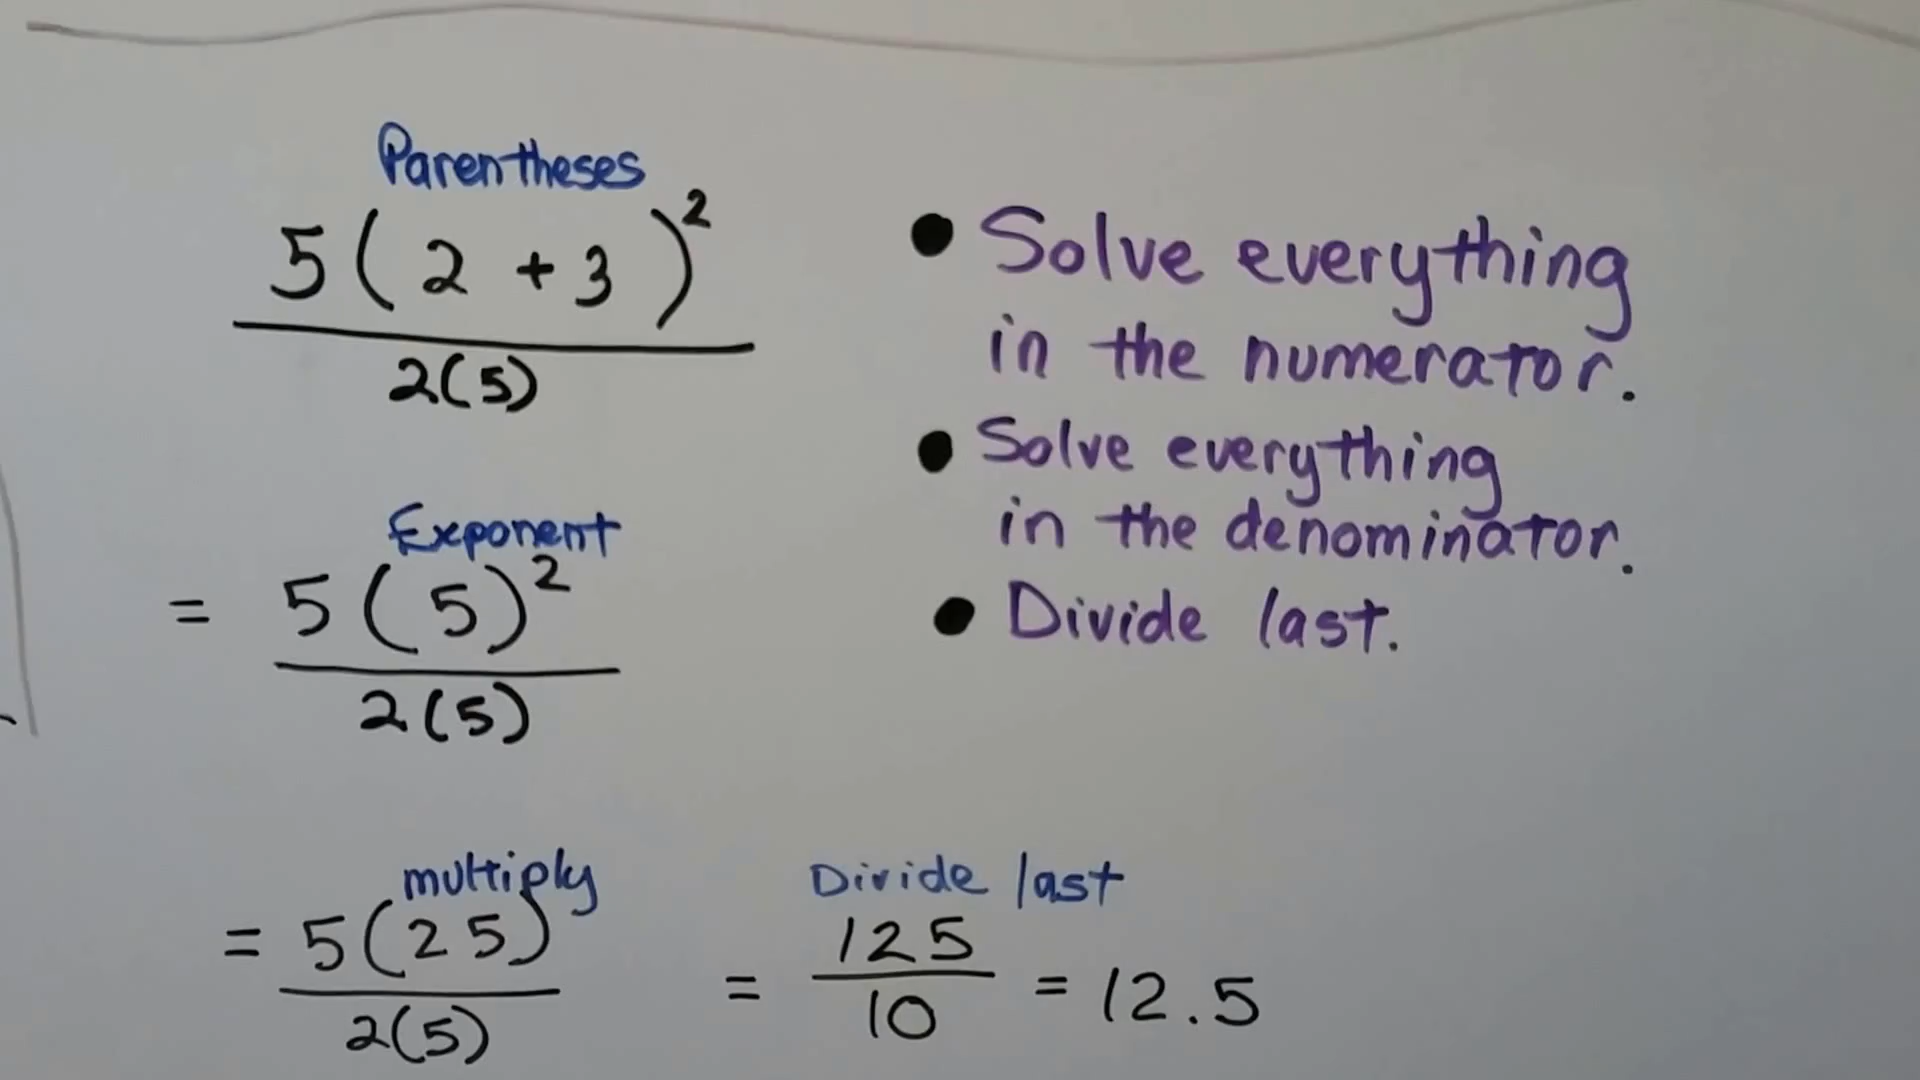 Parentheses
5(2 + 3)²
2(5)
Exponent
= 5(5)²
2(5)
multiply
= 5(25)
2(5)
Divide last
= 125
10
= 12.5
• Solve everything
in the numerator.
• Solve everything
in the denominator.
• Divide last.